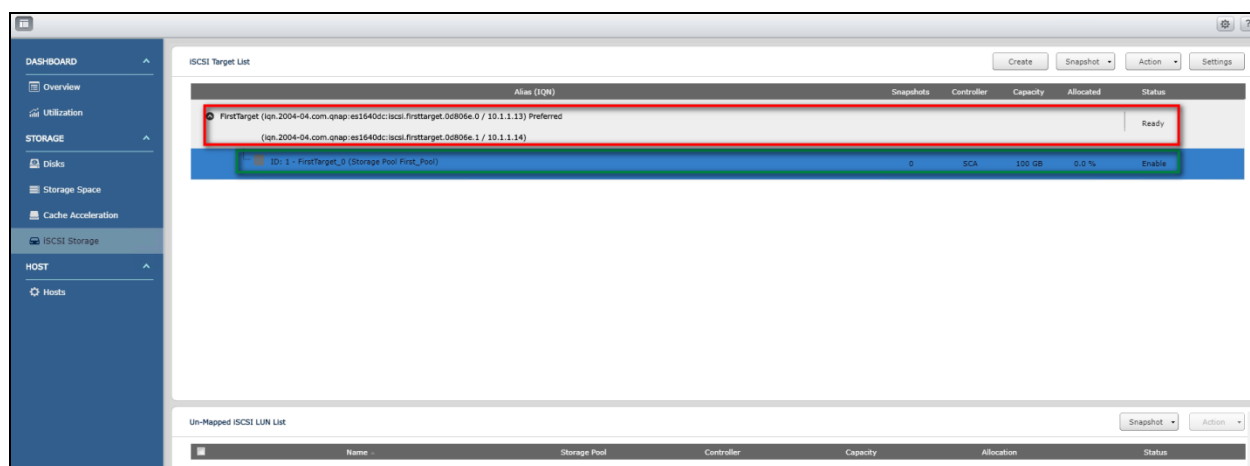 ?
DASHBOARD
Overview
Utilization
STORAGE
Disks
Storage Space
Cache Acceleration
iSCSI Storage
HOST
Hosts
iSCSI Target List
Create Snapshot Action Settings
Alias (IQN) Snapshots Controller Capacity Allocated Status
FirstTarget (iqn.2004-04.com.qnap:es1640dc:iscsi.firsttarget.0d806e.0 / 10.1.1.13) Preferred Ready
(iqn.2004-04.com.qnap:es1640dc:iscsi.firsttarget.0d806e.1 / 10.1.1.14)
ID: 1 - FirstTarget_0 (Storage Pool First_Pool) 0 SCA 100 GB 0.0 % Enable
Un-Mapped iSCSI LUN List
Snapshot Action
Name Storage Pool Controller Capacity Allocation Status